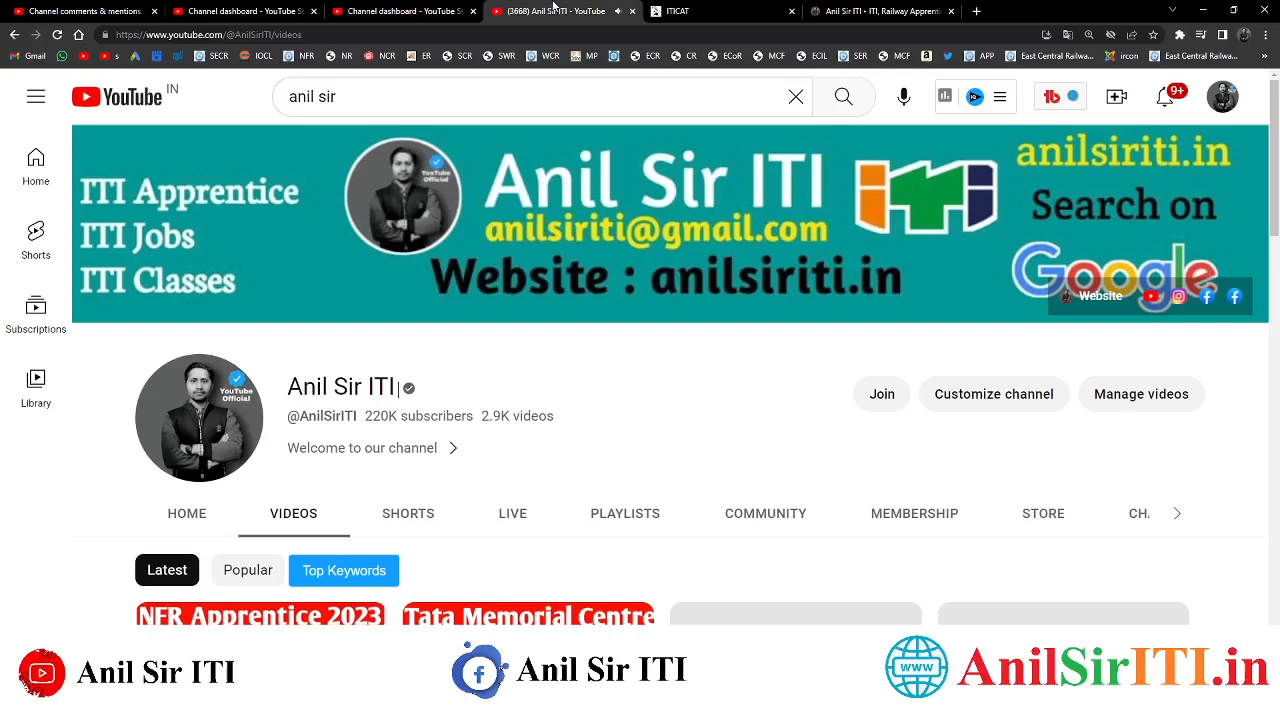 Channel comments & mentions
Channel dashboard - YouTube S
Channel dashboard - YouTube S
(3668) Anil Sir ITI - YouTube
ITICAT
Anil Sir ITI • ITI, Railway Apprenti
https://www.youtube.com/@AnilSirITI/videos
Gmail
s
SECR
IOCL
NFR
NR
NCR
ER
SCR
SWR
WCR
MP
ECR
CR
ECoR
MCF
ECIL
SER
MCF
APP
East Central Railwa...
ircon
East Central Railwa...
YouTube IN
anil sir
9+
Home
Shorts
Subscriptions
Library
ITI Apprentice
ITI Jobs
ITI Classes
YouTube
Official
Anil Sir ITI
anilsiriti@gmail.com
Website : anilsiriti.in
anilsiriti.in
Search on
Google
Website
YouTube
Official
Anil Sir ITI
@AnilSirITI 220K subscribers 2.9K videos
Welcome to our channel
Join
Customize channel
Manage videos
HOME
VIDEOS
SHORTS
LIVE
PLAYLISTS
COMMUNITY
MEMBERSHIP
STORE
CH
Latest
Popular
Top Keywords
NFR Apprentice 2023
Tata Memorial Centre
Anil Sir ITI
Anil Sir ITI
www
AnilSirITI.in